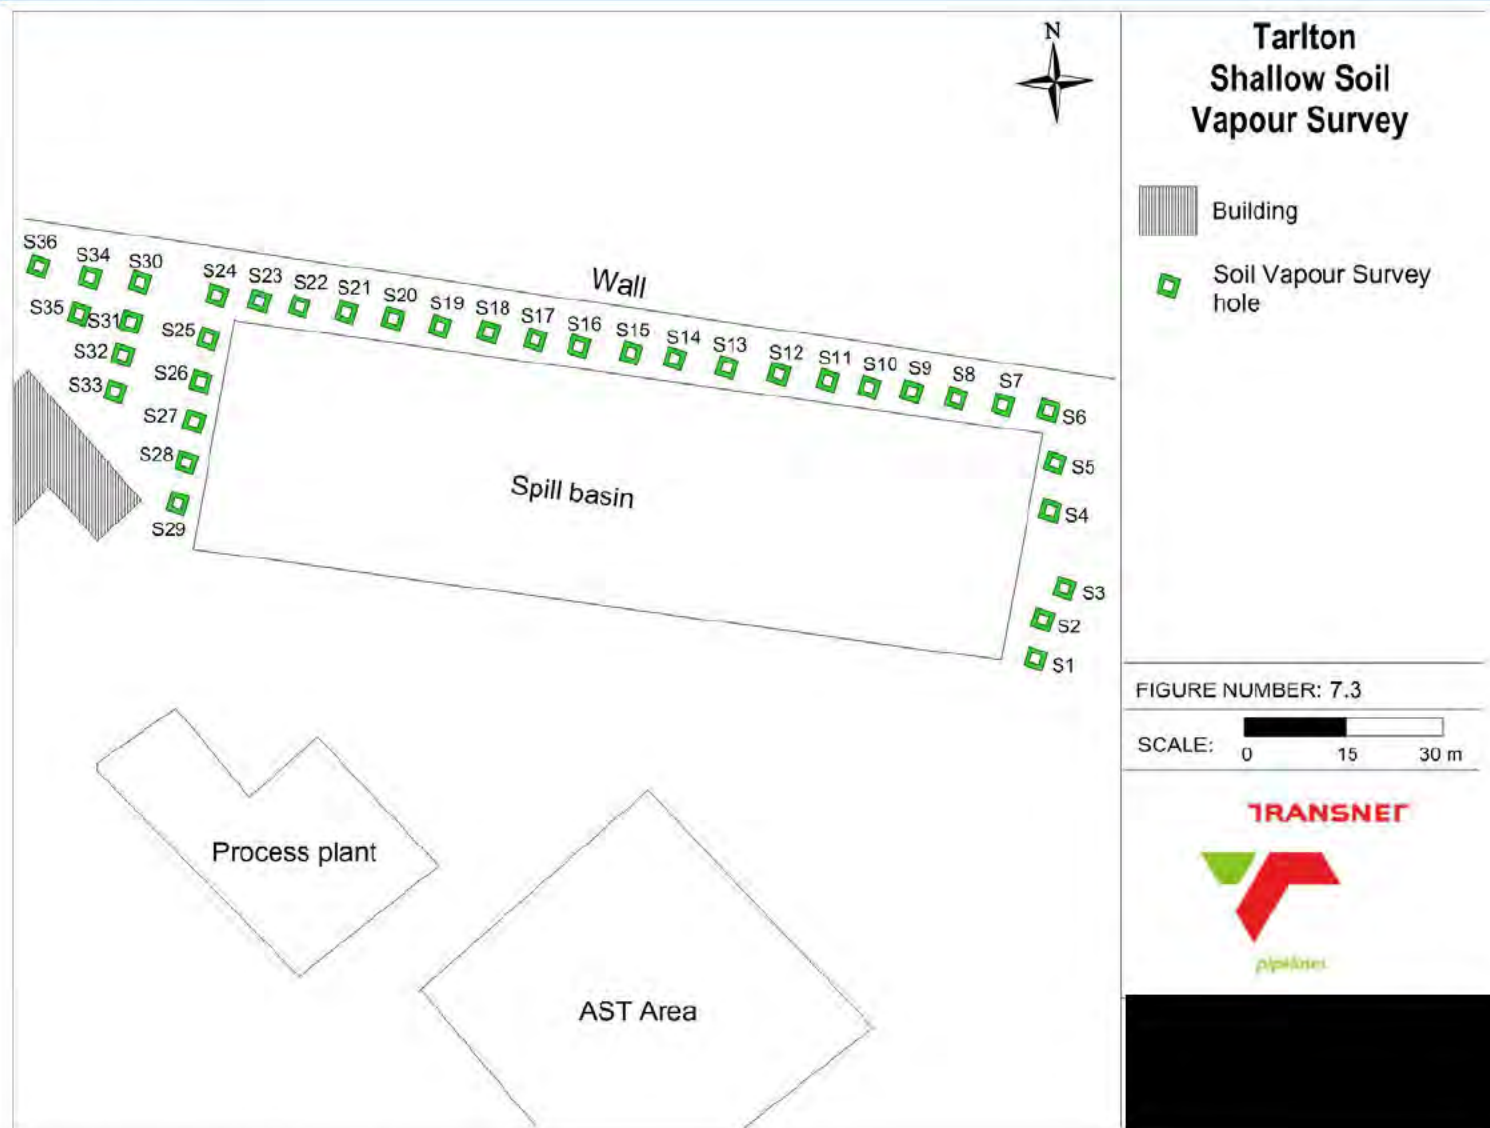 N
Tarlton
Shallow Soil
Vapour Survey
Building
Soil Vapour Survey
hole
S36
S34
S30
S24
S23
S22
S21
S20
S19
S18
S17
S16
S15
S14
S13
S12
S11
S10
S9
S8
S7
S6
S5
S4
S3
S2
S1
S35
S31
S32
S33
S25
S26
S27
S28
S29
Wall
Spill basin
Process plant
AST Area
FIGURE NUMBER: 7.3
SCALE:
0 15 30 m
TRANSNET
pipelines